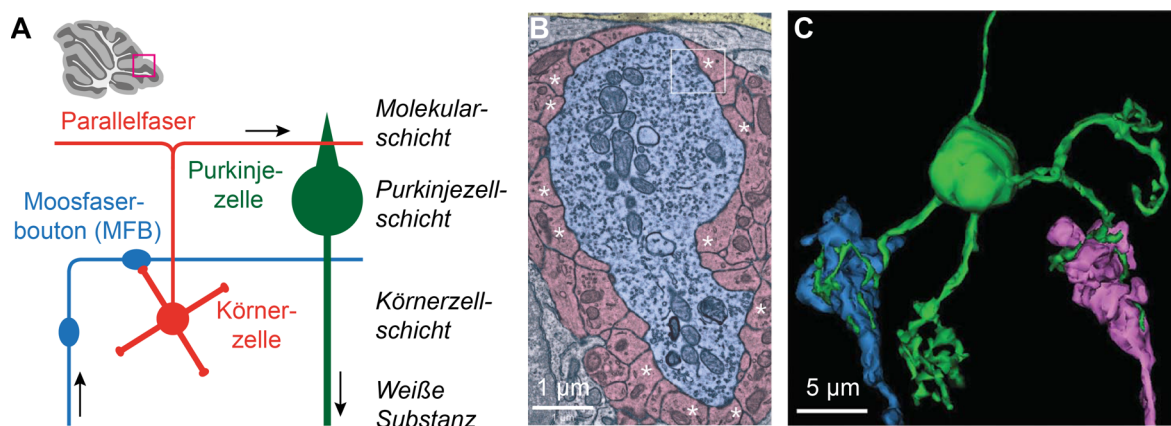 A
Parallelfaser
Molekular-
schicht
Purkinje-
zelle
Purkinjezell-
schicht
Moosfaser-
bouton (MFB)
Körner-
zelle
Körnerzell-
schicht
Weiße
Substanz
B
* * * * * * * * * * * *
1 µm
C
5 µm